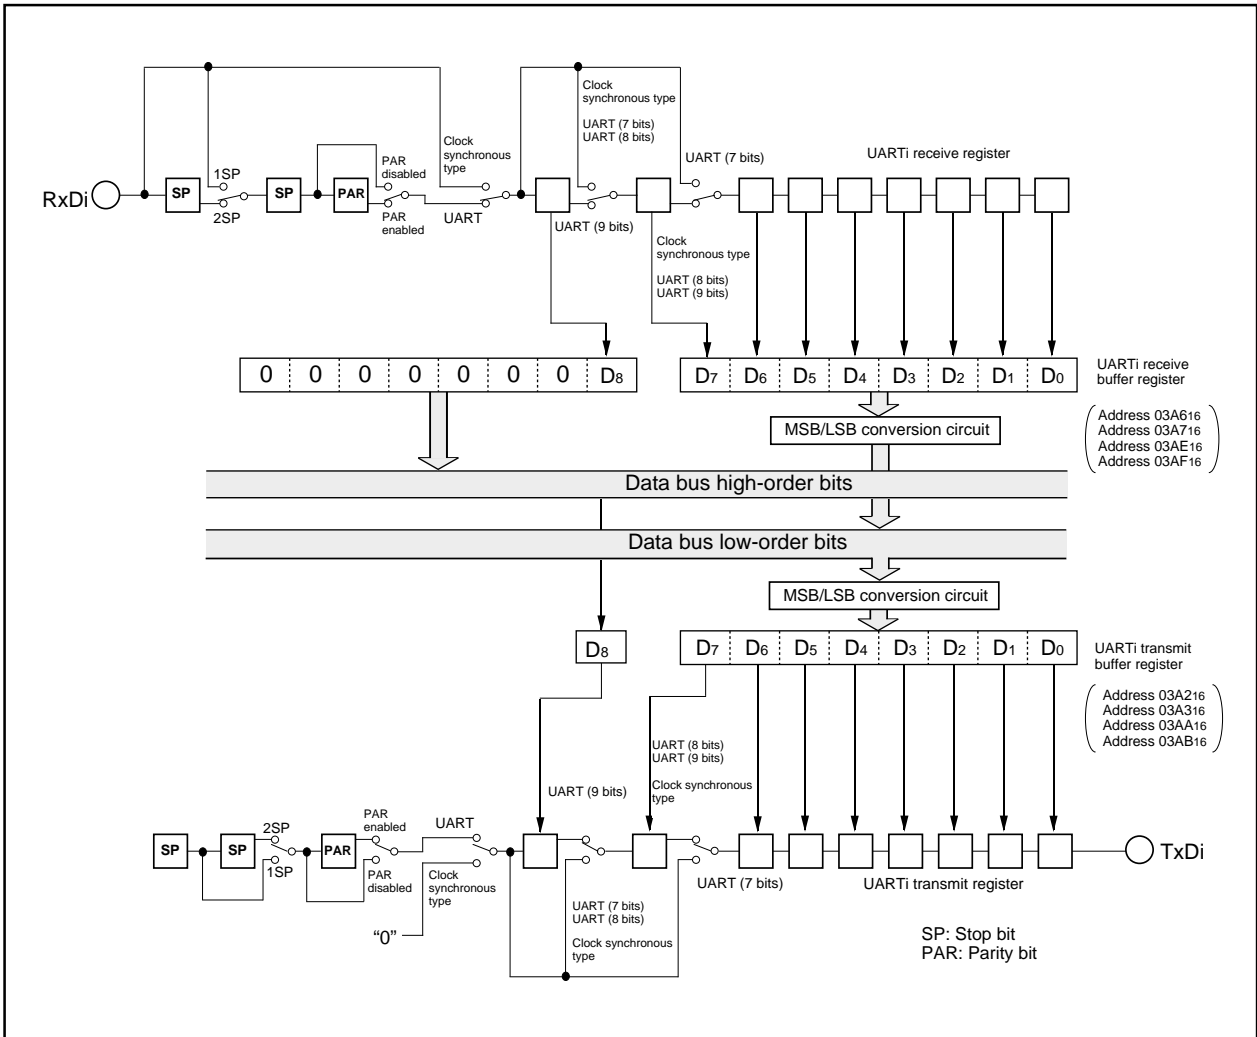 Clock
synchronous type
UART (7 bits)
UART (8 bits)
Clock
synchronous
type
PAR
disabled
UART (7 bits)
UARTi receive register
1SP
RxDi
SP
SP
PAR
2SP
PAR
enabled
UART
UART (9 bits)
Clock
synchronous type
UART (8 bits)
UART (9 bits)
0 0 0 0 0 0 0 D8
D7 D6 D5 D4 D3 D2 D1 D0
UARTi receive
buffer register
MSB/LSB conversion circuit
Address 03A616
Address 03A716
Address 03AE16
Address 03AF16
Data bus high-order bits
Data bus low-order bits
MSB/LSB conversion circuit
D8
D7 D6 D5 D4 D3 D2 D1 D0
UARTi transmit
buffer register
Address 03A216
Address 03A316
Address 03AA16
Address 03AB16
UART (8 bits)
UART (9 bits)
Clock synchronous
type
UART (9 bits)
PAR
enabled
UART
2SP
SP
SP
PAR
1SP
PAR
disabled
Clock
synchronous
type
“0”
UART (7 bits)
UART (8 bits)
Clock synchronous
type
UART (7 bits)
UARTi transmit register
TxDi
SP: Stop bit
PAR: Parity bit